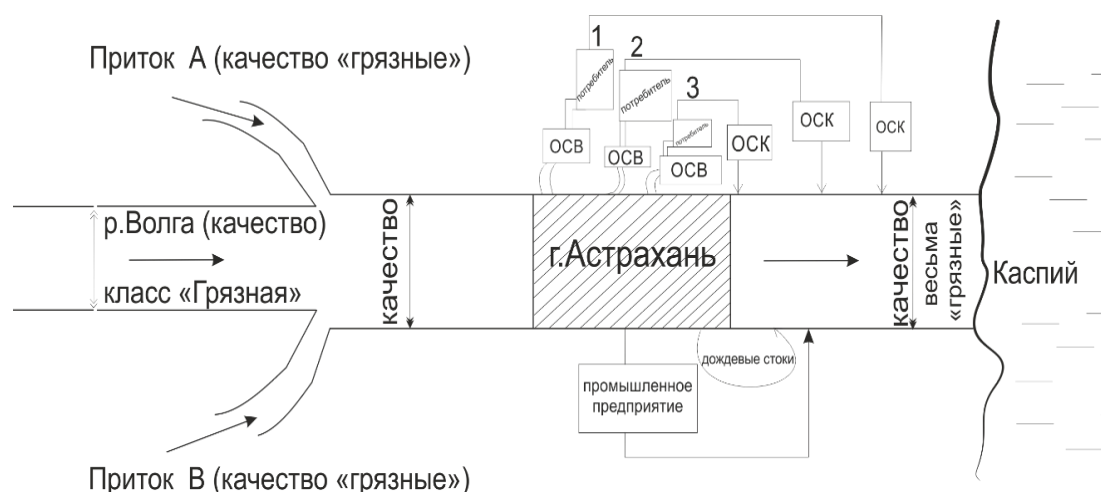 Приток А (качество «грязные»)
1
2
3
потребитель
потребитель
потребитель
ОСВ
ОСВ
ОСВ
ОСК
ОСК
ОСК
р.Волга (качество)
класс «Грязная»
качество
г.Астрахань
качество
весьма
«грязные»
Каспий
дождевые стоки
промышленное
предприятие
Приток В (качество «грязные»)